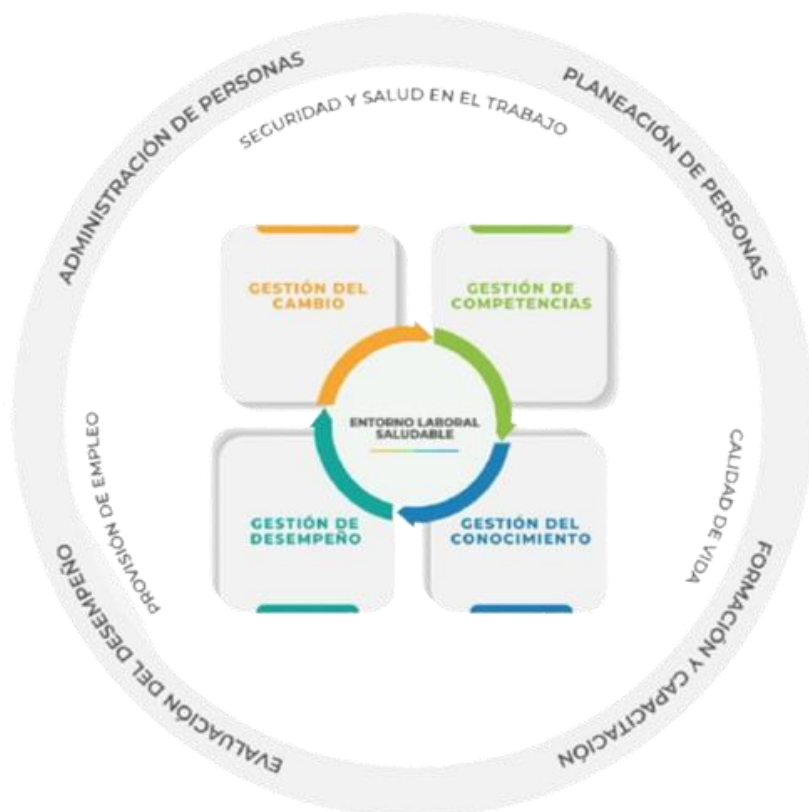 ADMINISTRACIÓN DE PERSONAS
PLANEACIÓN DE PERSONAS
SEGURIDAD Y SALUD EN EL TRABAJO
GESTIÓN DEL
CAMBIO
GESTIÓN DE
COMPETENCIAS
ENTORNO LABORAL
SALUDABLE
PROVISIÓN DE EMPLEO
CALIDAD DE VIDA
GESTIÓN DE
DESEMPEÑO
GESTIÓN DEL
CONOCIMIENTO
EVALUACIÓN DEL DESEMPEÑO
FORMACIÓN Y CAPACITACIÓN